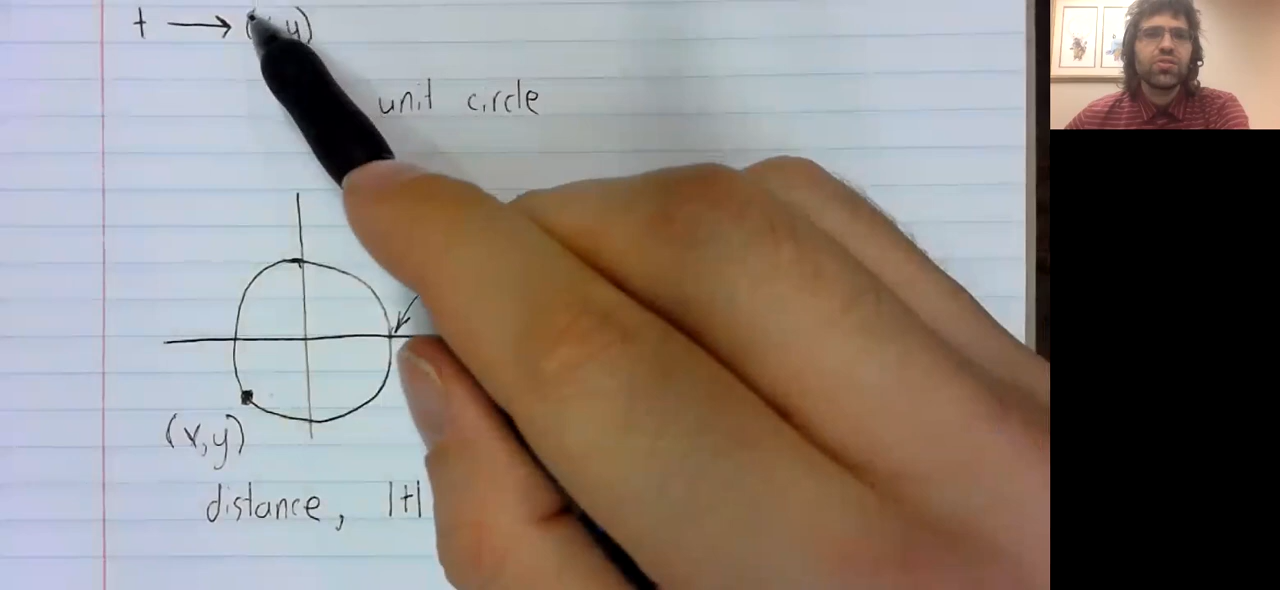 t → ( y)
unit circle
(x,y)
distance, |t|